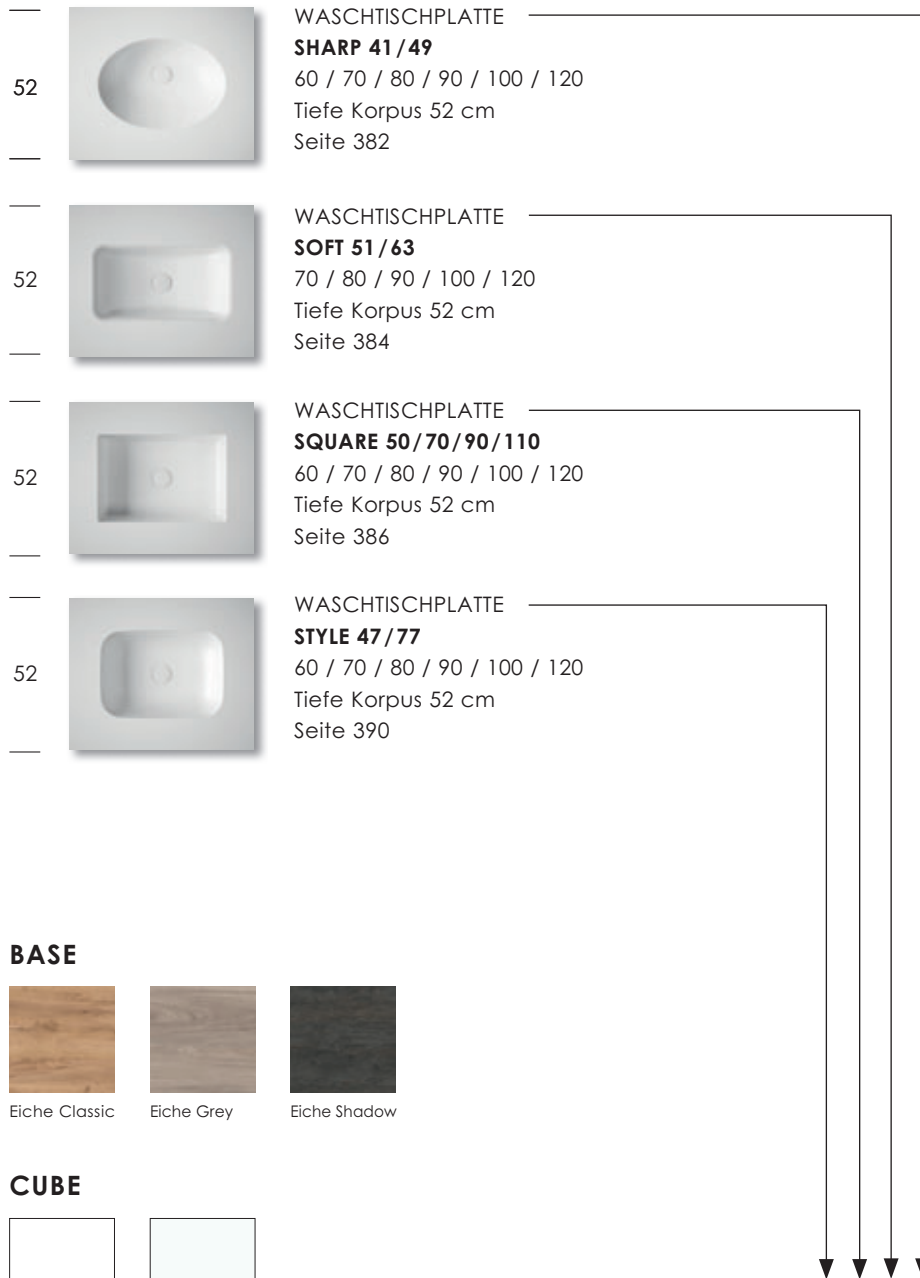 52
WASCHTISCHPLATTE
SHARP 41/49
60 / 70 / 80 / 90 / 100 / 120
Tiefe Korpus 52 cm
Seite 382
52
WASCHTISCHPLATTE
SOFT 51/63
70 / 80 / 90 / 100 / 120
Tiefe Korpus 52 cm
Seite 384
52
WASCHTISCHPLATTE
SQUARE 50/70/90/110
60 / 70 / 80 / 90 / 100 / 120
Tiefe Korpus 52 cm
Seite 386
52
WASCHTISCHPLATTE
STYLE 47/77
60 / 70 / 80 / 90 / 100 / 120
Tiefe Korpus 52 cm
Seite 390
BASE
Eiche Classic
Eiche Grey
Eiche Shadow
CUBE